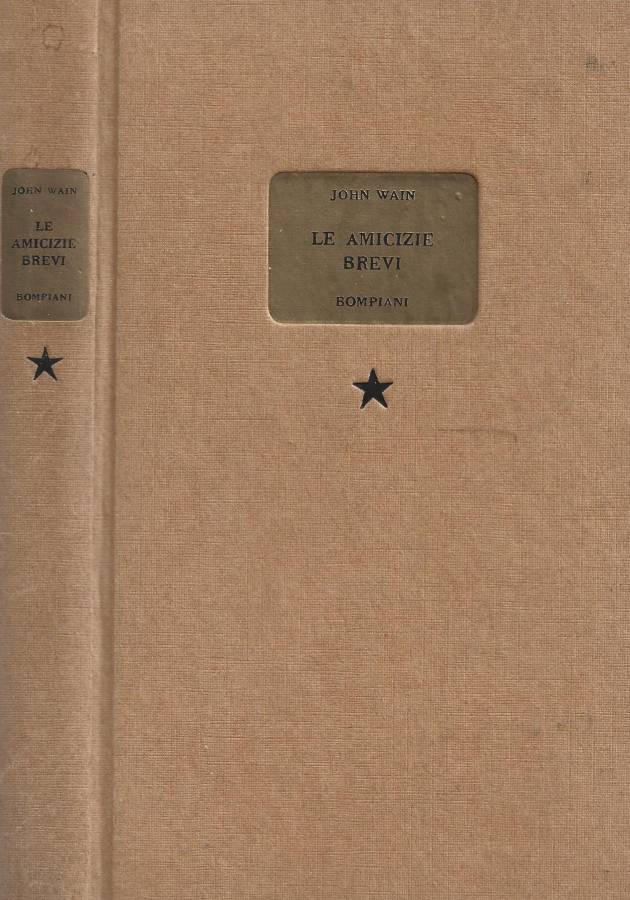 JOHN WAIN
LE
AMICIZIE
BREVI
BOMPIANI
JOHN WAIN
LE AMICIZIE
BREVI
BOMPIANI